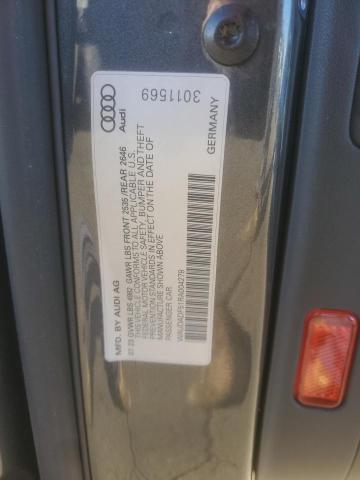 Audi
3011569
GERMANY
MFD. BY AUDI AG
07 23 GVWR LBS 4982 GAWR LBS FRONT 2535 /REAR 2646
THIS VEHICLE CONFORMS TO ALL APPLICABLE U.S.
FEDERAL MOTOR VEHICLE SAFETY, BUMPER AND THEFT
PREVENTION STANDARDS IN EFFECT ON THE DATE OF
MANUFACTURE SHOWN ABOVE.
PASSENGER CAR